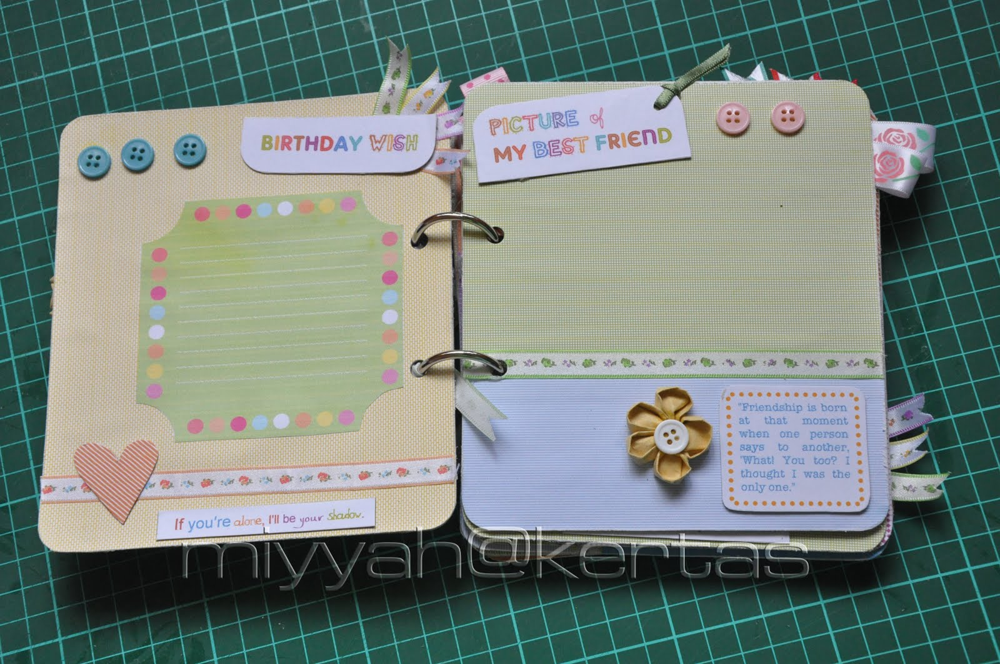 BIRTHDAY WISH
If you're alone, I'll be your shadow.
PICTURE of
MY BEST FRIEND
"Friendship is born
at that moment
when one person
says to another,
'What! You too? I
thought I was the
only one."
miyyah@kertas